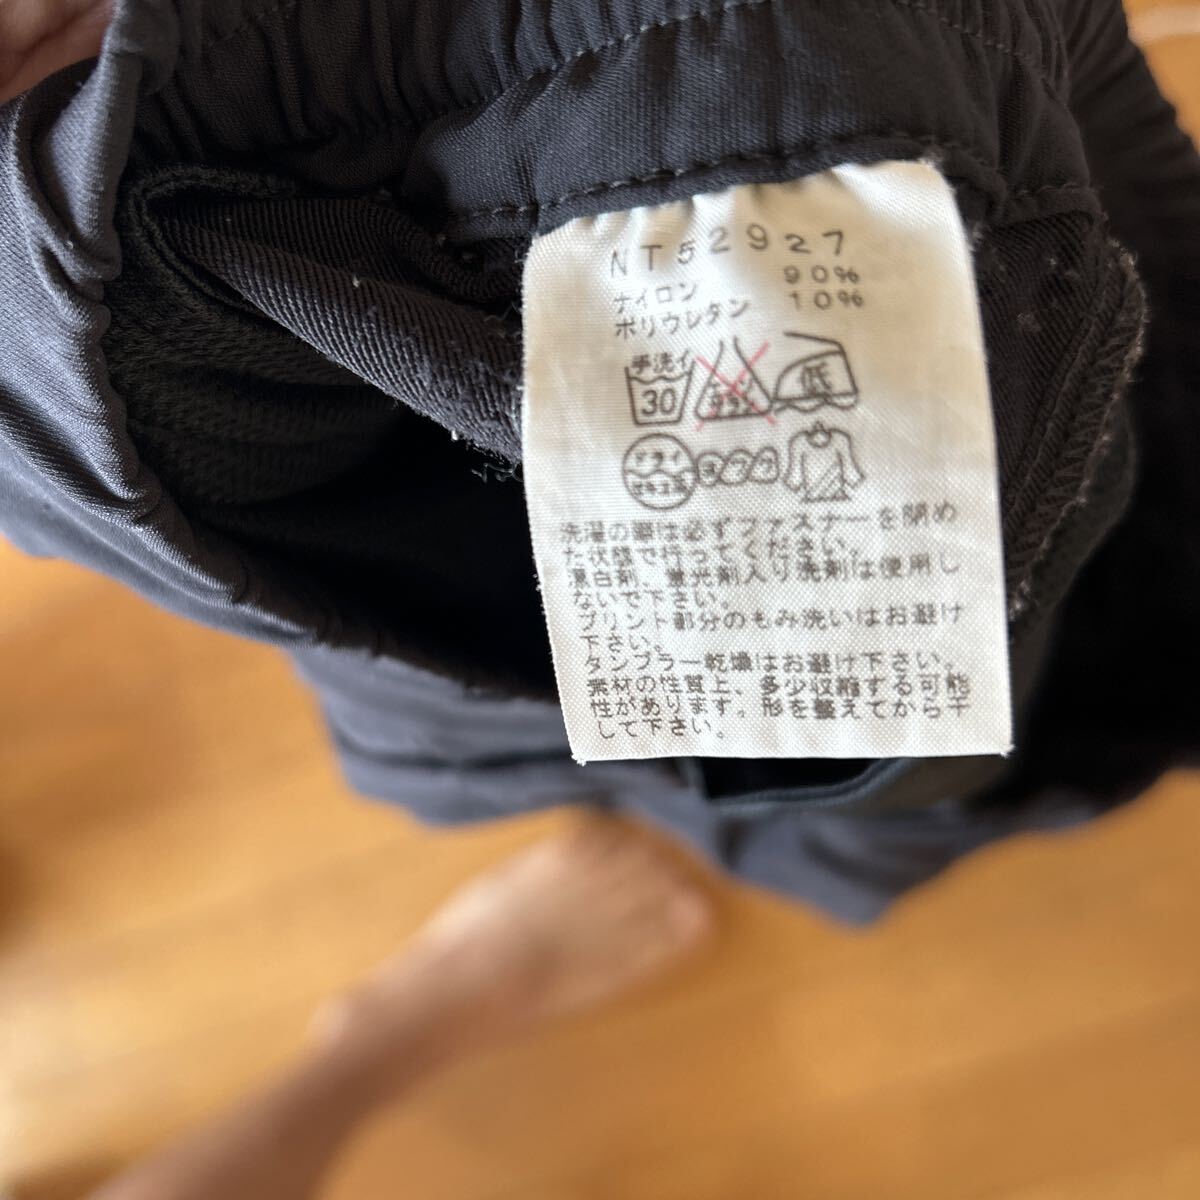 NT52927
ナイロン 90%
ポリウレタン 10%
手洗イ
30
低
洗濯の際は必ずファスナーを閉め
た状態で行ってください。
漂白剤、蛍光剤入り洗剤は使用し
ないで下さい。
プリント部分のもみ洗いはお避け
下さい。
タンブラー乾燥はお避け下さい。
素材の性質上、多少収縮する可能
性があります。形を整えてから干
して下さい。